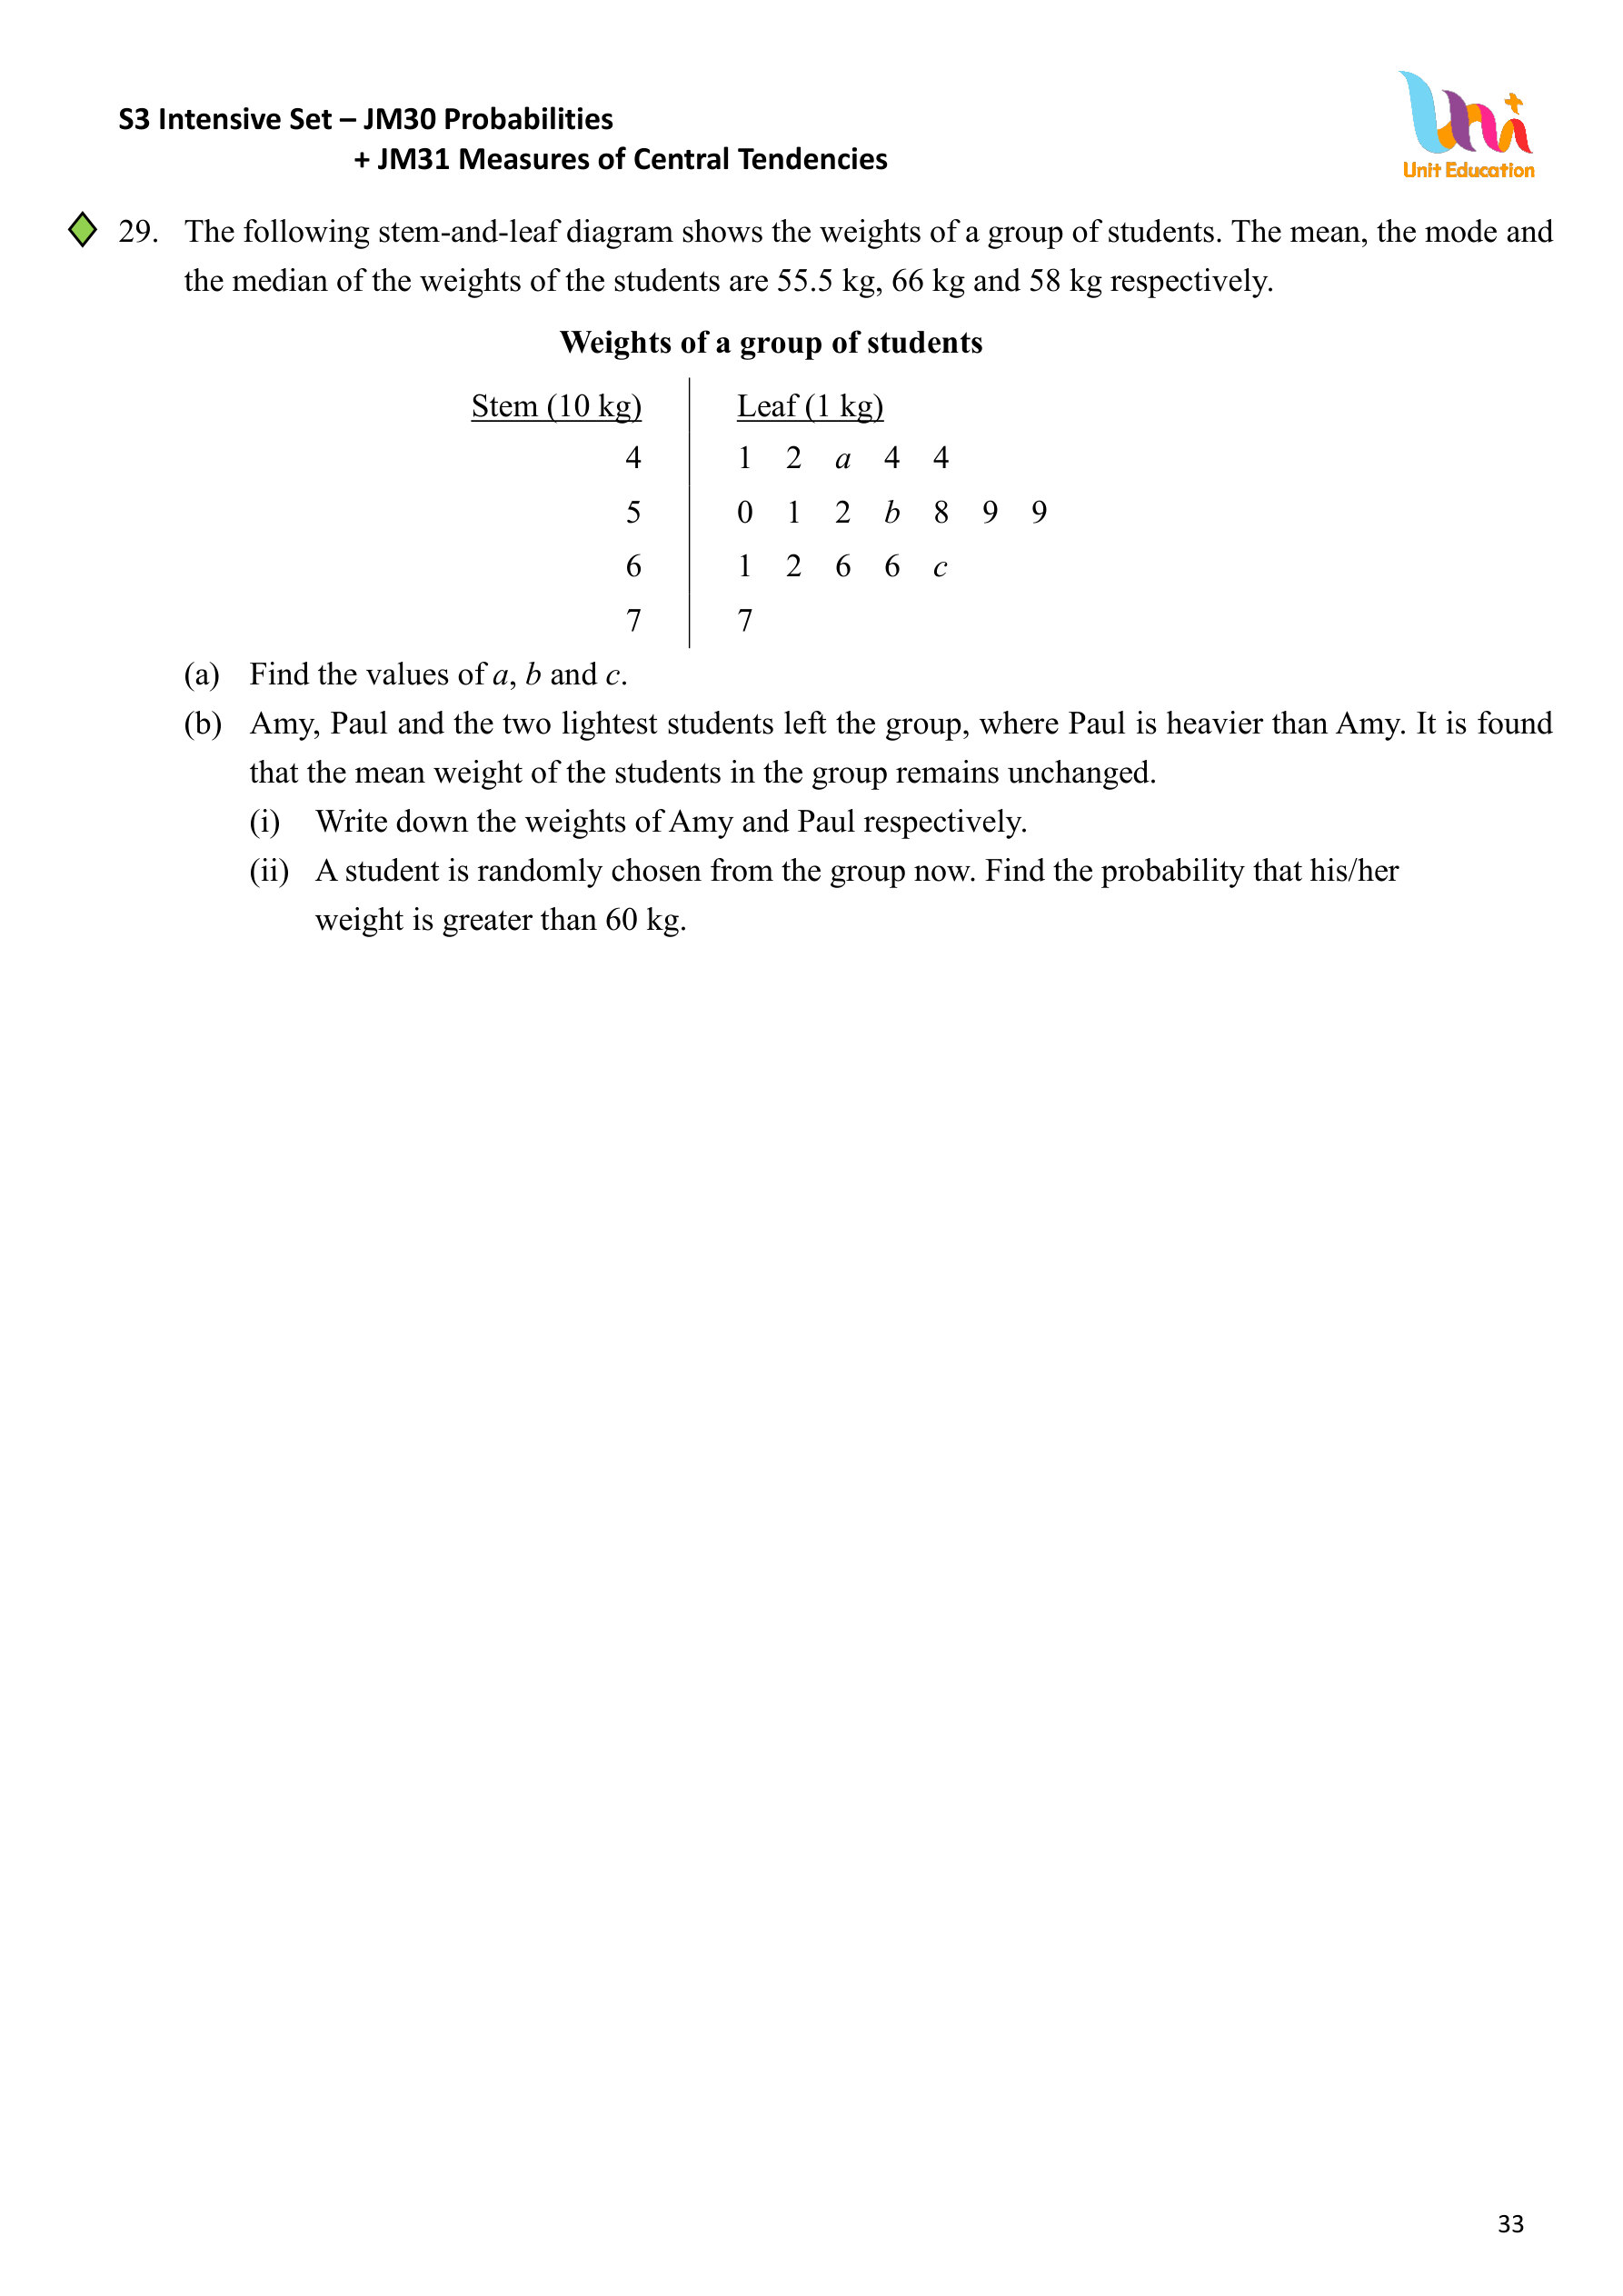 S3 Intensive Set – JM30 Probabilities
+ JM31 Measures of Central Tendencies
Unit Education
29. The following stem-and-leaf diagram shows the weights of a group of students. The mean, the mode and
the median of the weights of the students are 55.5 kg, 66 kg and 58 kg respectively.
Weights of a group of students
Stem (10 kg) Leaf (1 kg)
4 1 2 a 4 4
5 0 1 2 b 8 9 9
6 1 2 6 6 c
7 7
(a) Find the values of a, b and c.
(b) Amy, Paul and the two lightest students left the group, where Paul is heavier than Amy. It is found
that the mean weight of the students in the group remains unchanged.
(i) Write down the weights of Amy and Paul respectively.
(ii) A student is randomly chosen from the group now. Find the probability that his/her
weight is greater than 60 kg.
33